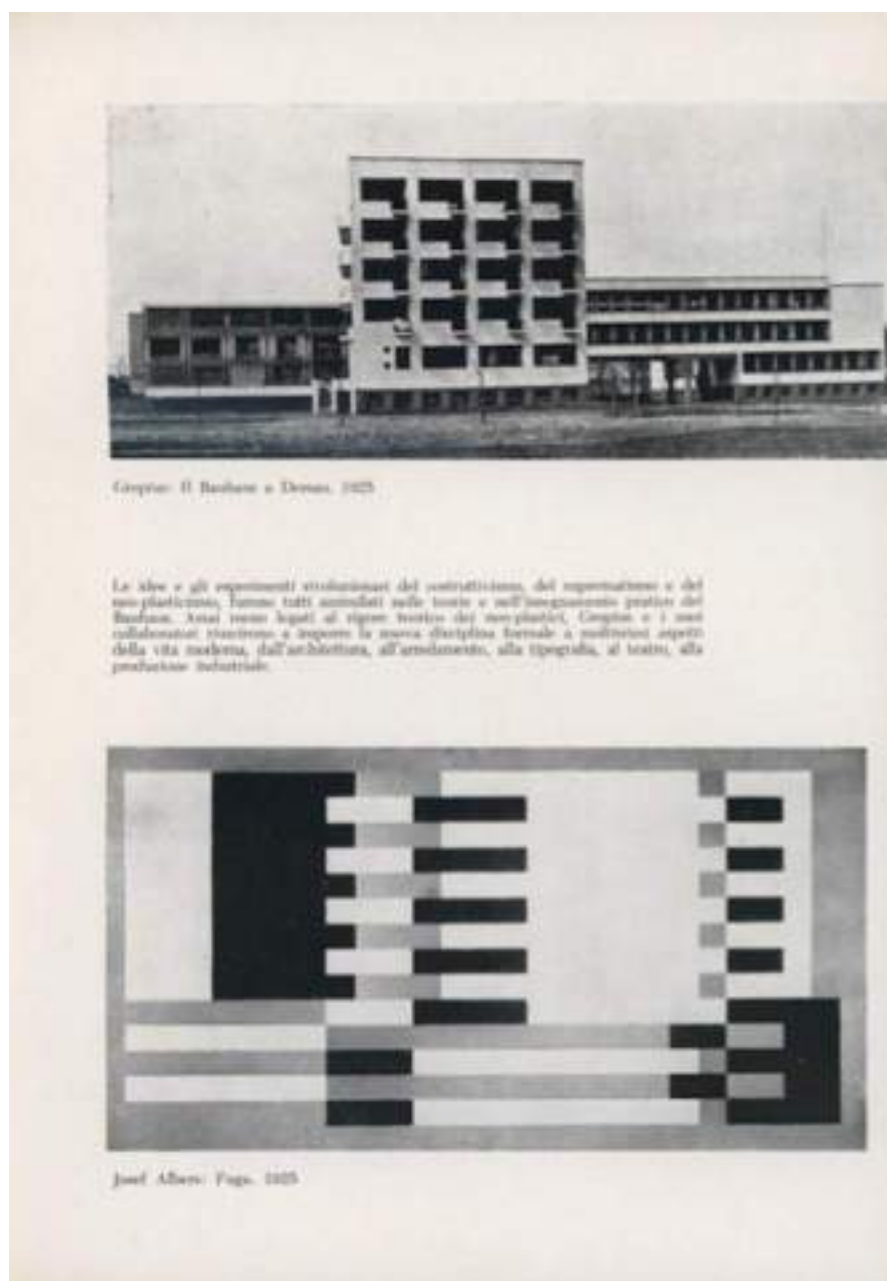 Gropius: Il Bauhaus a Dessau. 1925
Le idee e gli esperimenti rivoluzionari del costruttivismo, del suprematismo e del
neo-plasticismo, furono tutti assimilati nelle teorie e nell'insegnamento pratico del
Bauhaus. Assai meno legati al rigore teorico dei neo-plastici, Gropius e i suoi
collaboratori riuscirono a imporre la nuova disciplina formale a moltissimi aspetti
della vita moderna, dall'architettura, all'arredamento, alla tipografia, al teatro, alla
produzione industriale.
Josef Albers: Fuga. 1925